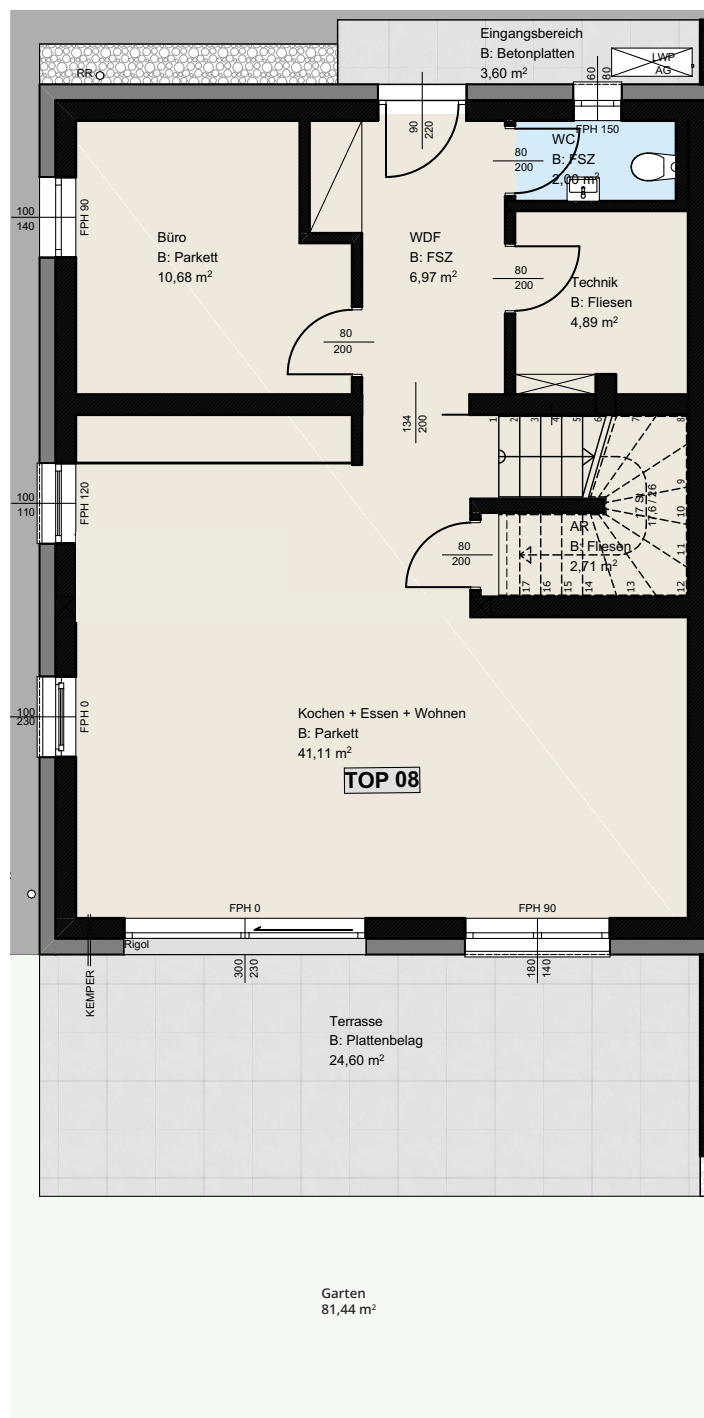 Eingangsbereich
B: Betonplatten
3,60 m²
LWP
AG
RR
60
80
90
220
FPH 150
80
200
WC
B: FSZ
2,00 m²
100
140
FPH 90
Büro
B: Parkett
10,68 m²
WDF
B: FSZ
6,97 m²
80
200
Technik
B: Fliesen
4,89 m²
80
200
134
200
1
2
3
4
5
6
7
8
9
10
11
12
13
14
15
16
17
17 St
17,6 / 26
100
110
FPH 120
AR
B: Fliesen
2,71 m²
80
200
100
230
FPH 0
Kochen + Essen + Wohnen
B: Parkett
41,11 m²
TOP 08
FPH 0
FPH 90
Rigol
KEMPER
300
230
180
140
Terrasse
B: Plattenbelag
24,60 m²
Garten
81,44 m²